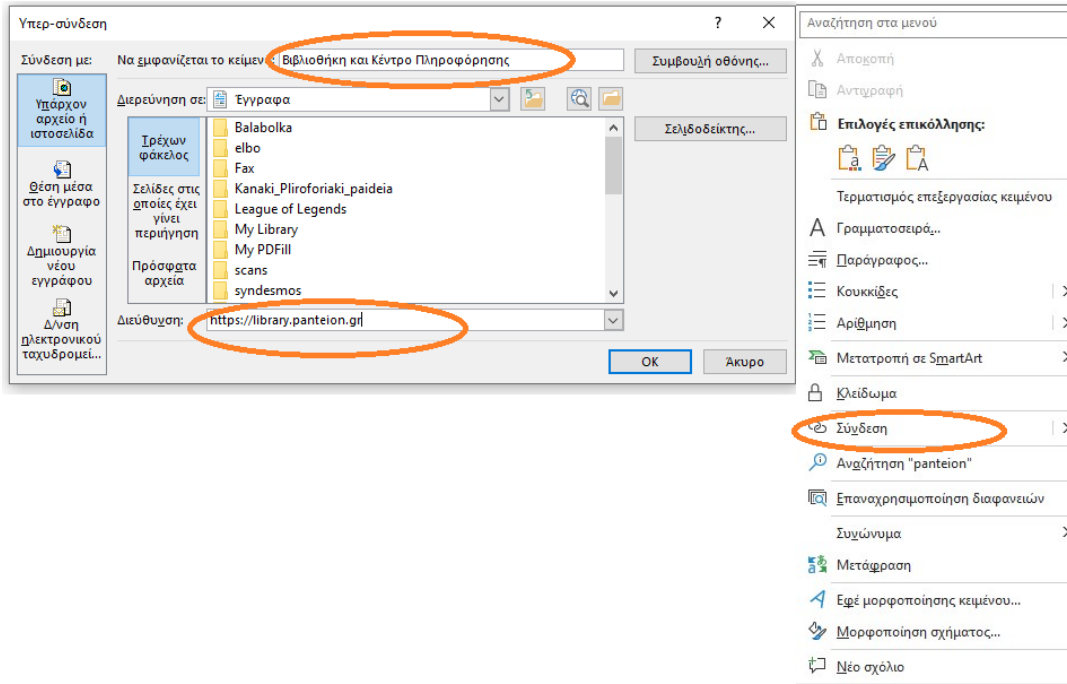 Υπερ-σύνδεση
?
Σύνδεση με:
Να εμφανίζεται το κείμενο: Βιβλιοθήκη και Κέντρο Πληροφόρησης
Συμβουλή οθόνης...
Υπάρχον
αρχείο ή
ιστοσελίδα
Θέση μέσα
στο έγγραφο
Δημιουργία
νέου
εγγράφου
Δ/νση
ηλεκτρονικού
ταχυδρομεί...
Διερεύνηση σε: Έγγραφα
Σελιδοδείκτης...
Τρέχων
φάκελος
Σελίδες στις
οποίες έχει
γίνει
περιήγηση
Πρόσφατα
αρχεία
Balabolka
elbo
Fax
Kanaki_Pliroforiaki_paideia
League of Legends
My Library
My PDFill
scans
syndesmos
Διεύθυνση: https://library.panteion.gr
OK
Άκυρο
Αναζήτηση στα μενού
Αποκοπή
Αντιγραφή
Επιλογές επικόλλησης:
Τερματισμός επεξεργασίας κειμένου
Γραμματοσειρά...
Παράγραφος...
Κουκκίδες
Αρίθμηση
Μετατροπή σε SmartArt
Κλείδωμα
Σύνδεση
Αναζήτηση "panteion"
Επαναχρησιμοποίηση διαφανειών
Συνώνυμα
Μετάφραση
Εφέ μορφοποίησης κειμένου...
Μορφοποίηση σχήματος...
Νέο σχόλιο